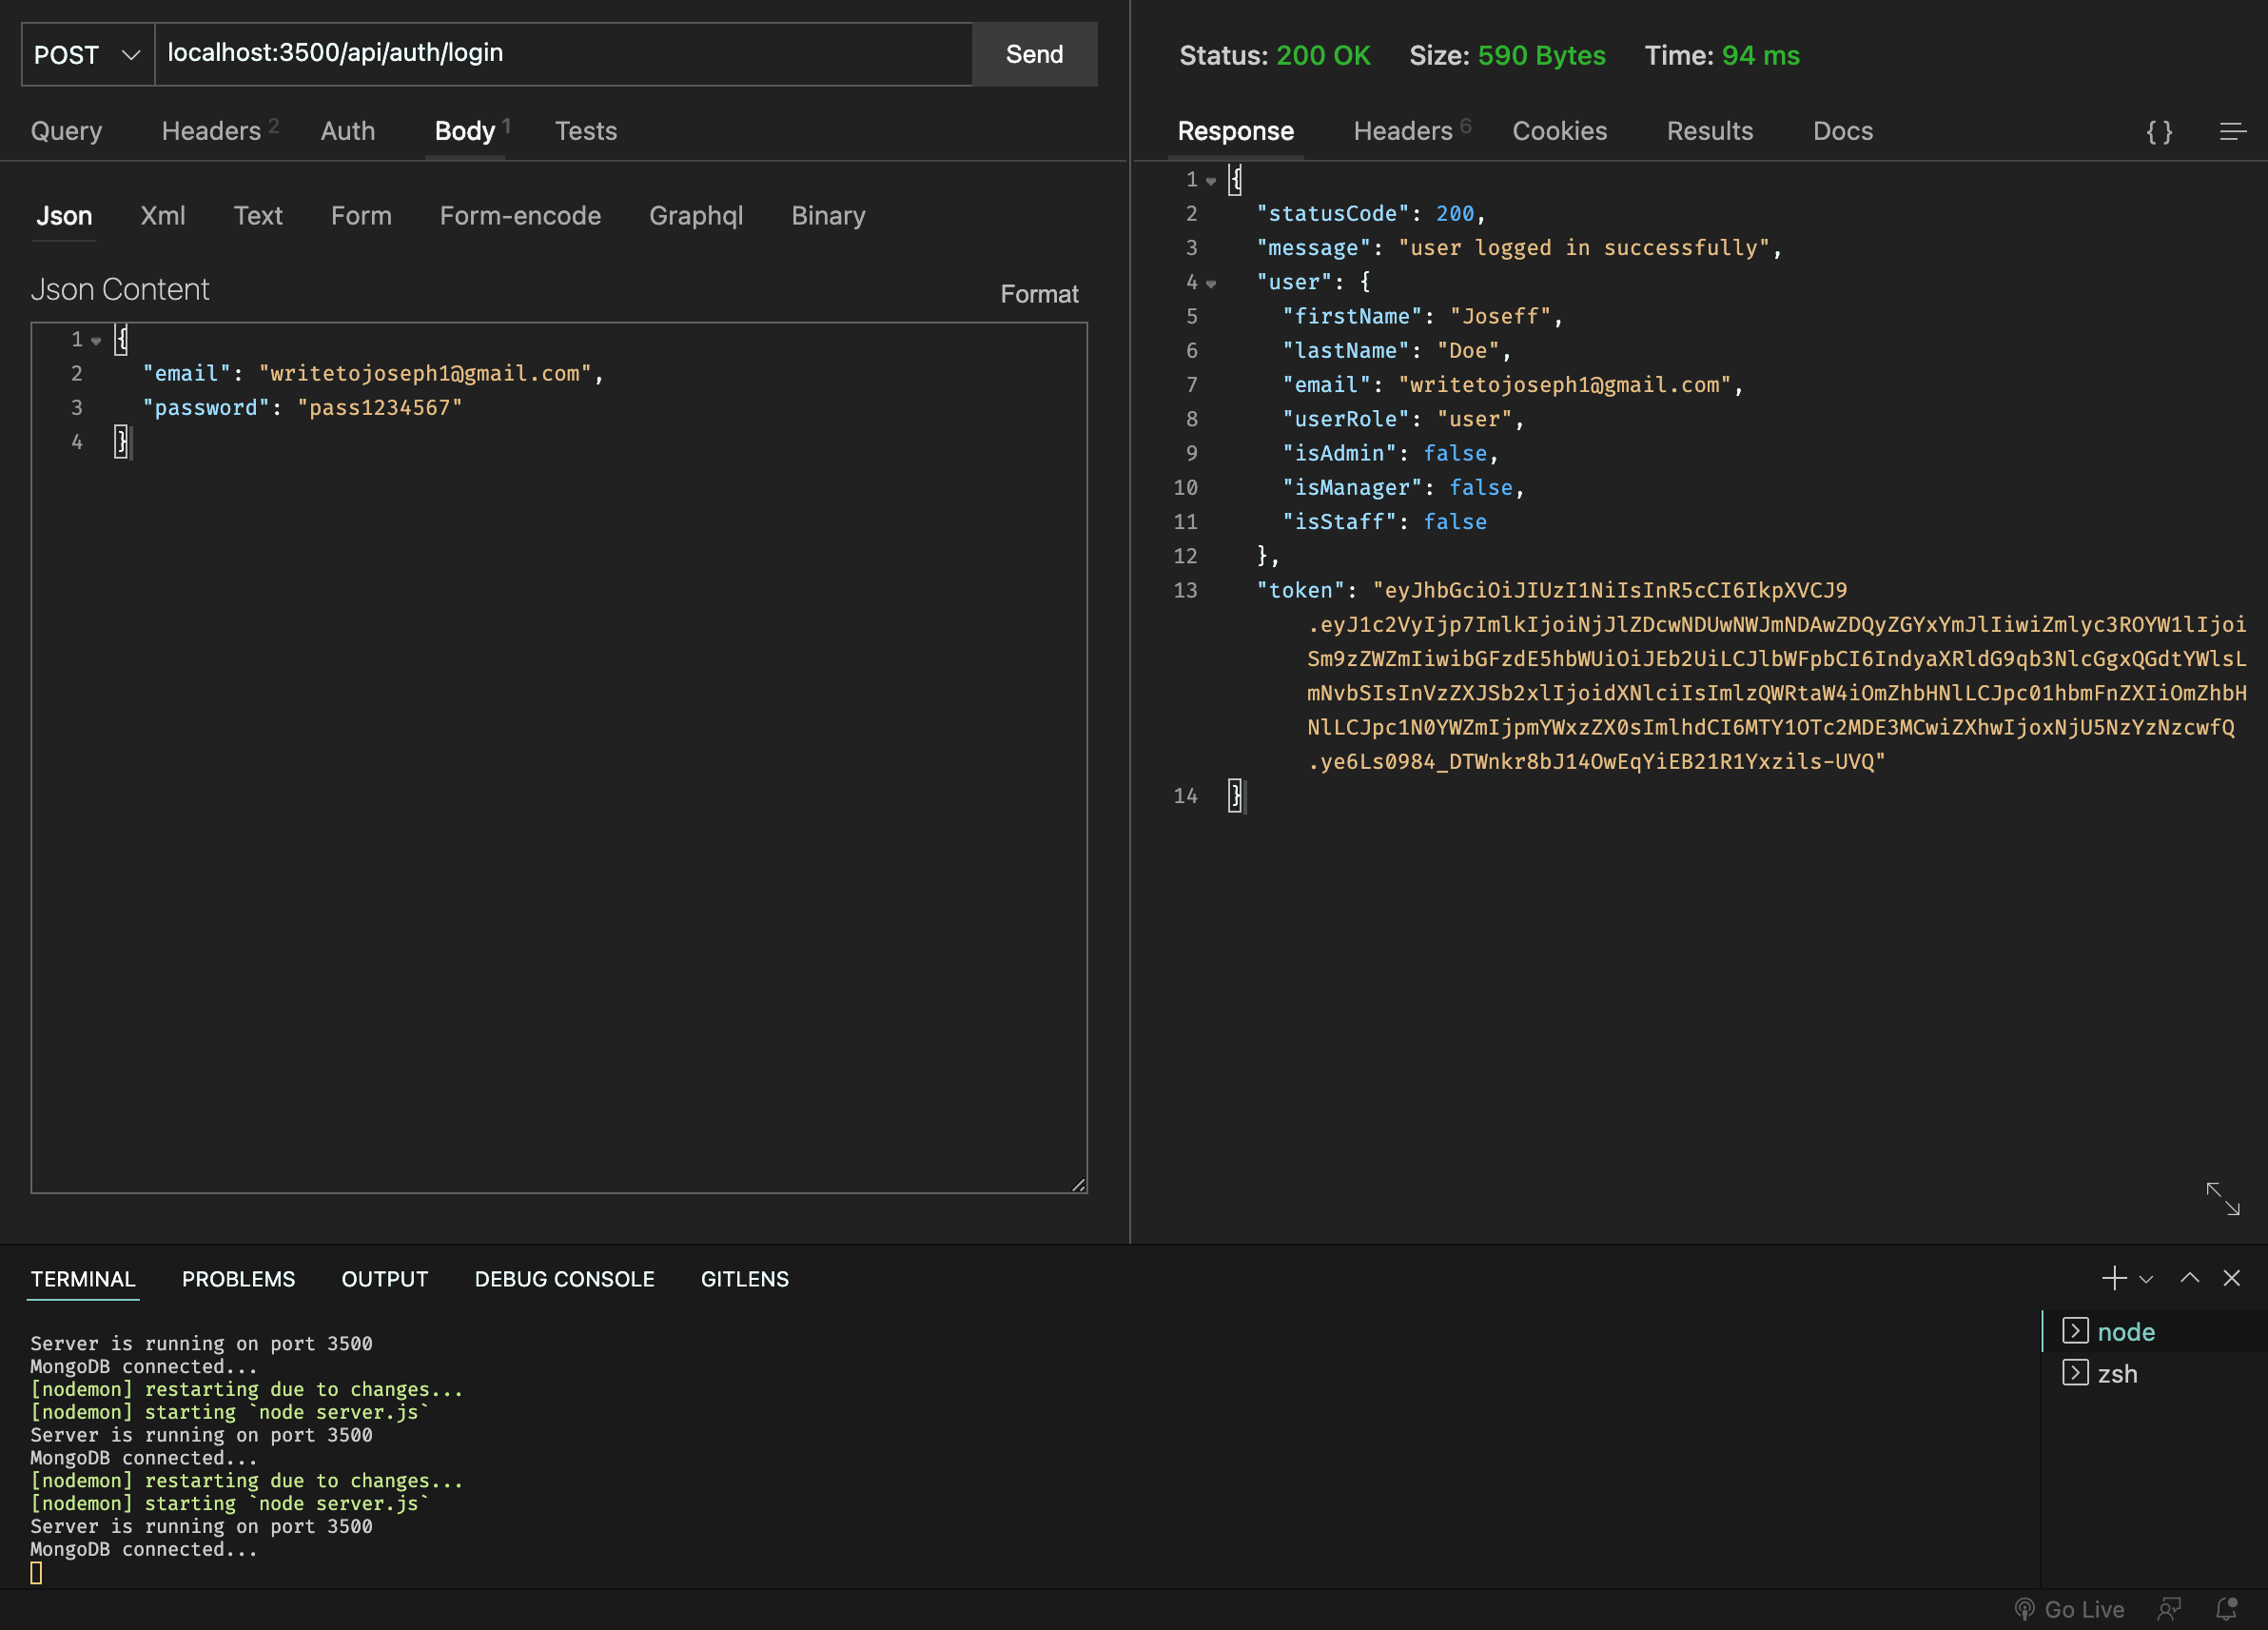 POST localhost:3500/api/auth/login Send
Query Headers 2 Auth Body 1 Tests
Json Xml Text Form Form-encode Graphql Binary
Json Content Format
1 {
2 "email": "writetojoseph1@gmail.com",
3 "password": "pass1234567"
4 }
Status: 200 OK Size: 590 Bytes Time: 94 ms
Response Headers 6 Cookies Results Docs { }
1 {
2 "statusCode": 200,
3 "message": "user logged in successfully",
4 "user": {
5 "firstName": "Joseff",
6 "lastName": "Doe",
7 "email": "writetojoseph1@gmail.com",
8 "userRole": "user",
9 "isAdmin": false,
10 "isManager": false,
11 "isStaff": false
12 },
13 "token": "eyJhbGciOiJIUzI1NiIsInR5cCI6IkpXVCJ9
.eyJ1c2VyIjp7ImlkIjoiNjJlZDcwNDUwNWJmNDAwZDQyZGYxYmJlIiwiZmlyc3ROYW1lIjoi
Sm9zZWZmIiwibGFzdE5hbWUiOiJEb2UiLCJlbWFpbCI6IndyaXRldG9qb3NlcGgxQGdtYWlsL
mNvbSIsInVzZXJSb2xlIjoidXNlciIsImlzQWRtaW4iOmZhbHNlLCJpc01hbmFnZXIiOmZhbH
NlLCJpc1N0YWZmIjpmYWxzZX0sImlhdCI6MTY1OTc2MDE3MCwiZXhwIjoxNjU5NzYzNzcwfQ
.ye6Ls0984_DTWnkr8bJ14OwEqYiEB21R1Yxzils-UVQ"
14 }
TERMINAL PROBLEMS OUTPUT DEBUG CONSOLE GITLENS
Server is running on port 3500
MongoDB connected...
[nodemon] restarting due to changes...
[nodemon] starting `node server.js`
Server is running on port 3500
MongoDB connected...
[nodemon] restarting due to changes...
[nodemon] starting `node server.js`
Server is running on port 3500
MongoDB connected...
node
zsh
Go Live